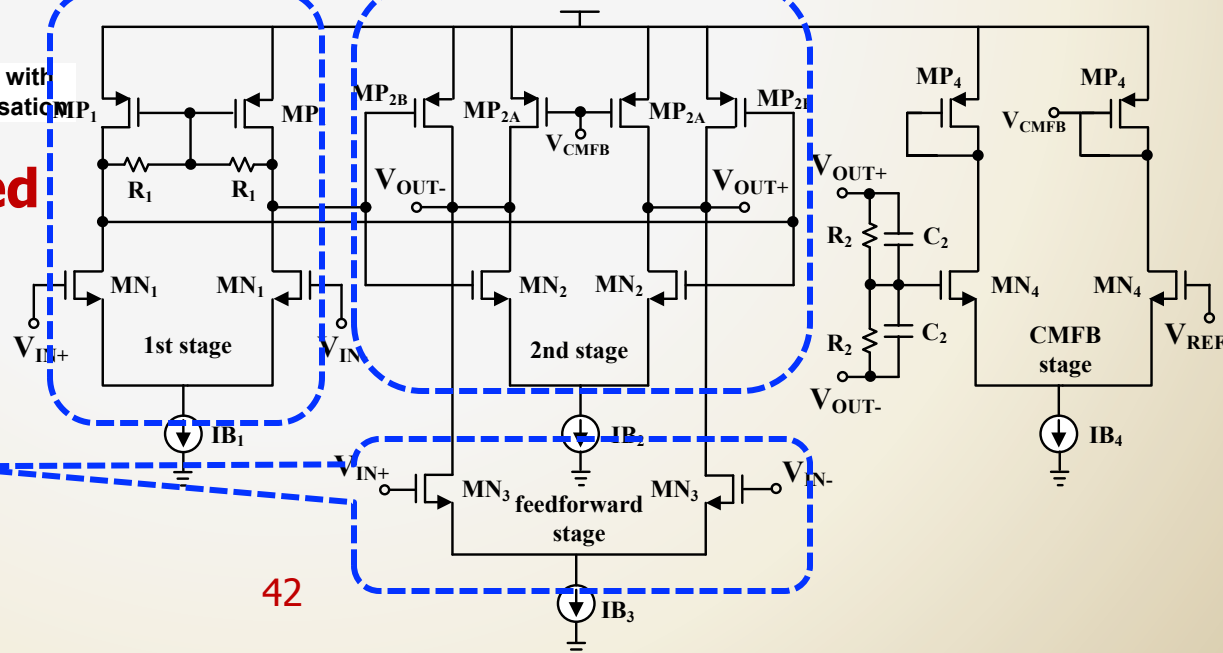 with
sation
MP1
MP
R1
R1
MN1
MN1
VIN+
VIN
1st stage
IB1
MP2B
MP2A
MP2A
VCMFB
VOUT-
VOUT+
MN2
MN2
2nd stage
IB2
VIN+
VIN-
MN3
MN3
feedforward
stage
IB3
MP4
MP4
VCMFB
VOUT+
R2
C2
R2
C2
VOUT-
MN4
MN4
VREF
CMFB
stage
IB4
ed
42